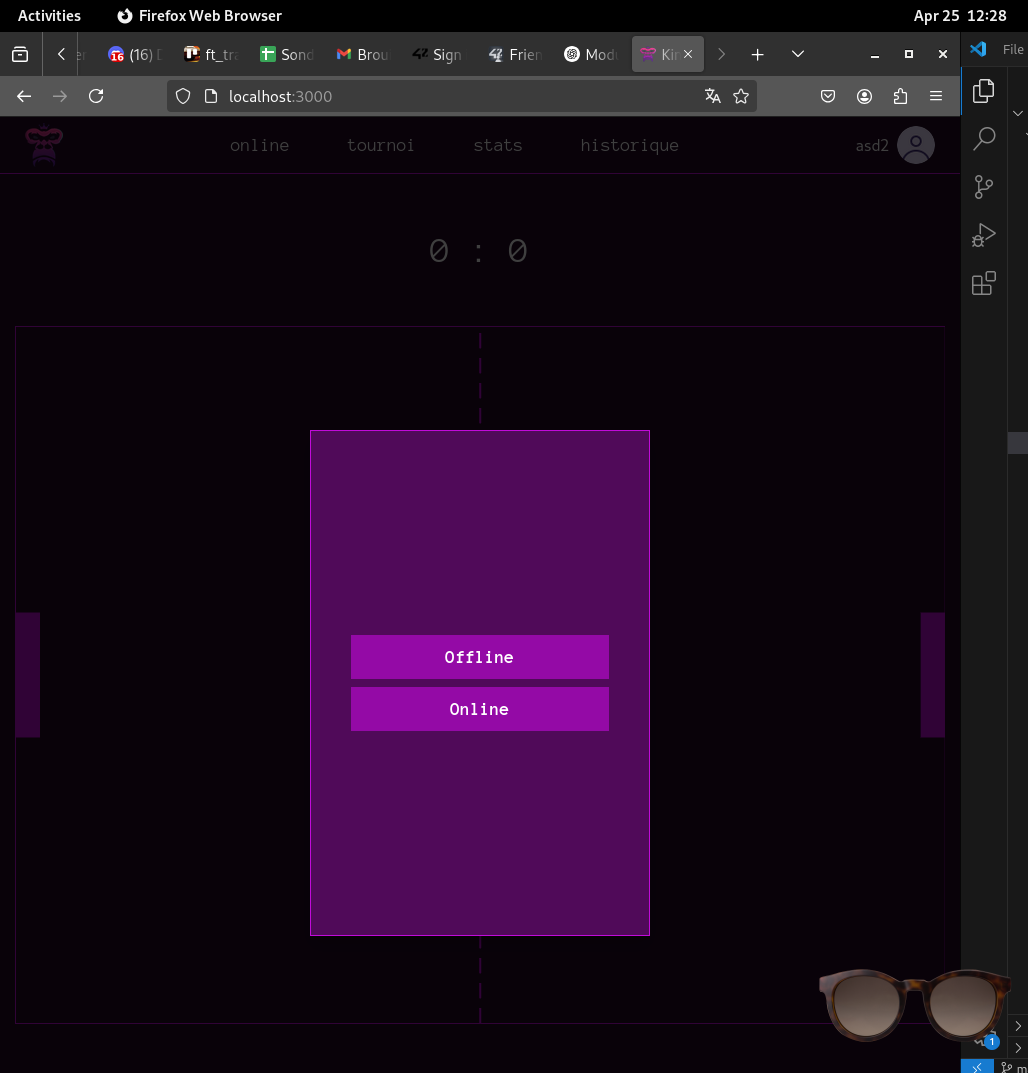 Activities Firefox Web Browser Apr 25 12:28
(16) ft_tra Sond Brou Sign Frien Modu Kin
File
localhost:3000
online tournoi stats historique asd2
0 : 0
Offline
Online
1